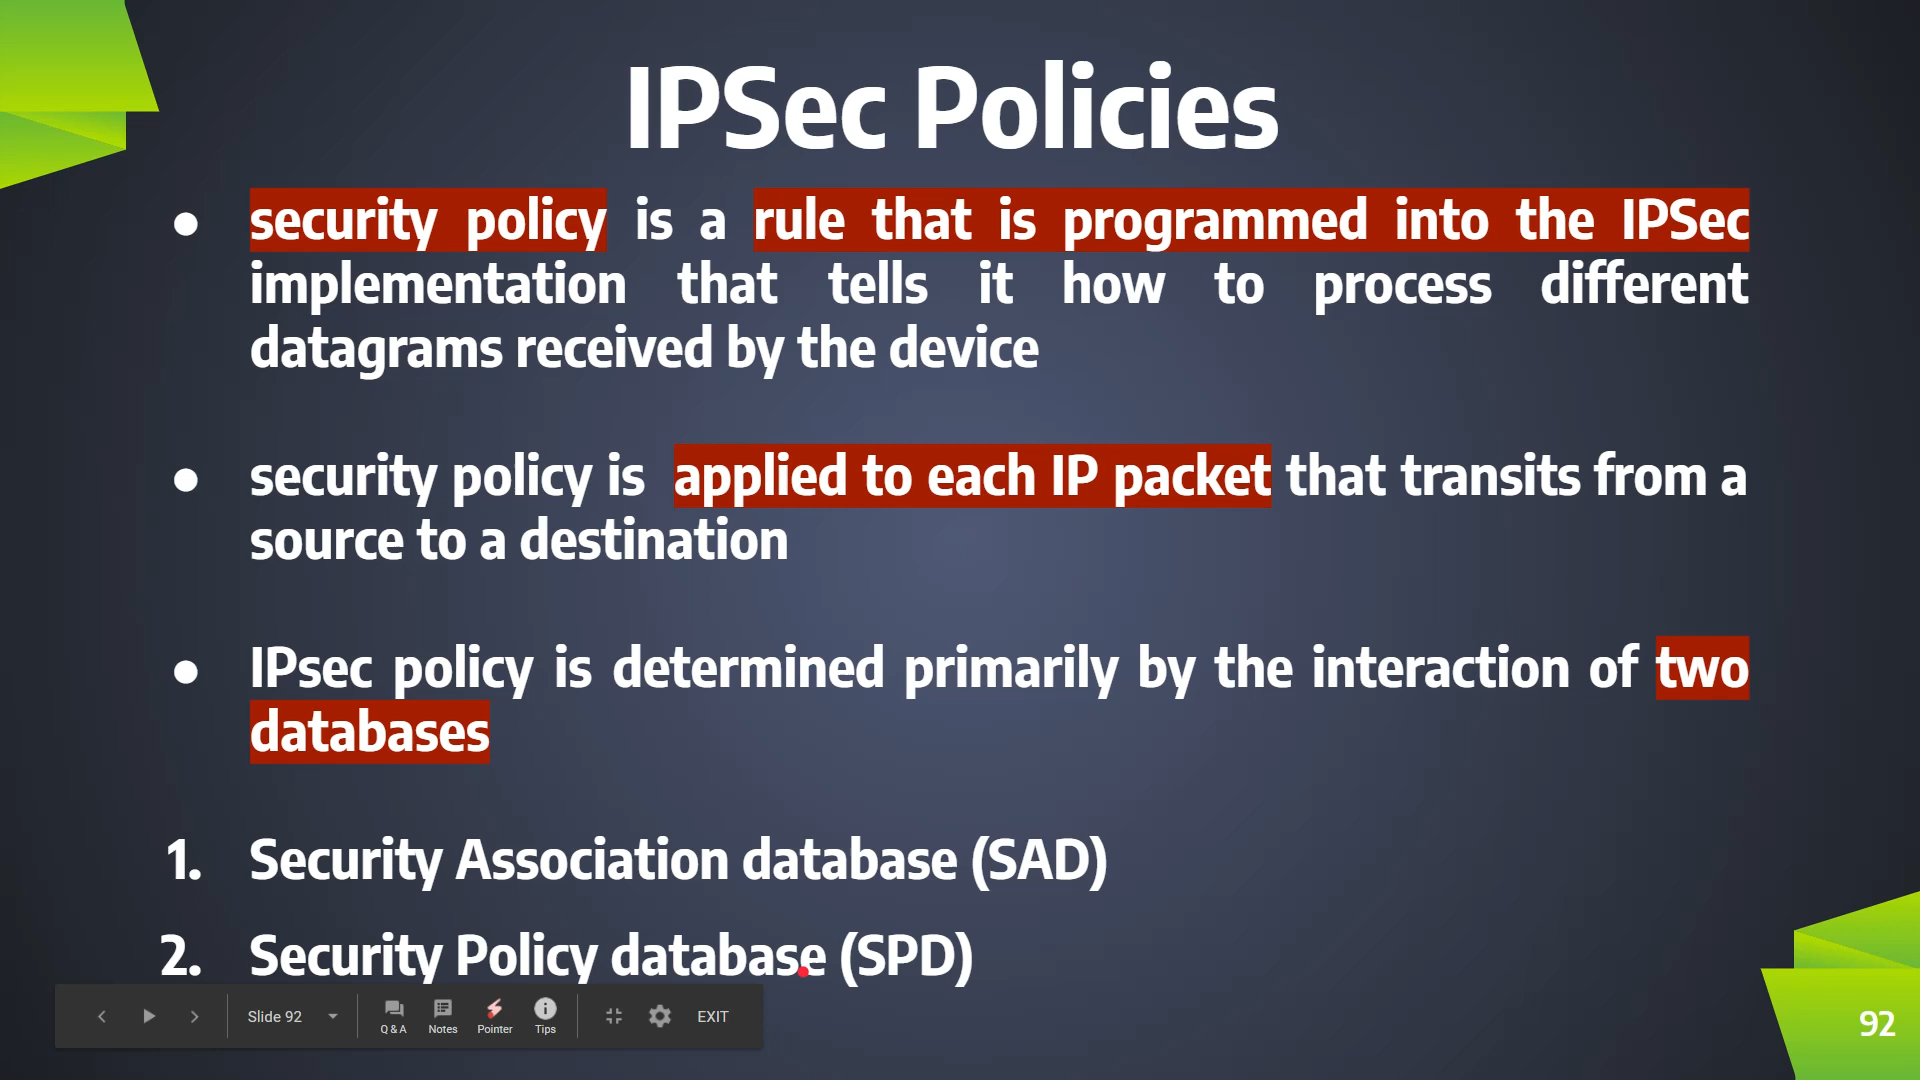 IPSec Policies
● security policy is a rule that is programmed into the IPSec
implementation that tells it how to process different
datagrams received by the device
● security policy is applied to each IP packet that transits from a
source to a destination
● IPsec policy is determined primarily by the interaction of two
databases
1. Security Association database (SAD)
2. Security Policy database (SPD)
Slide 92
Q & A
Notes
Pointer
Tips
EXIT
92